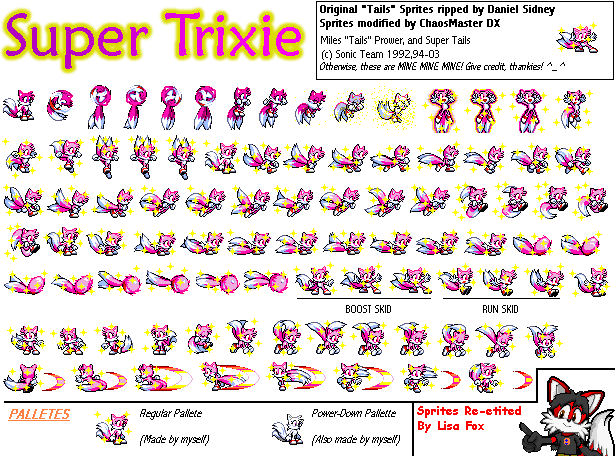 Super Trixie
Original "Tails" Sprites ripped by Daniel Sidney
Sprites modified by ChaosMaster DX
Miles "Tails" Prower, and Super Tails
(c) Sonic Team 1992,94-03
Otherwise, these are MINE MINE MINE! Give credit, thankies! ^_^
BOOST SKID
RUN SKID
PALLETES
Regular Pallete
(Made by myself)
Power-Down Pallette
(Also made by myself)
Sprites Re-etited
By Lisa Fox